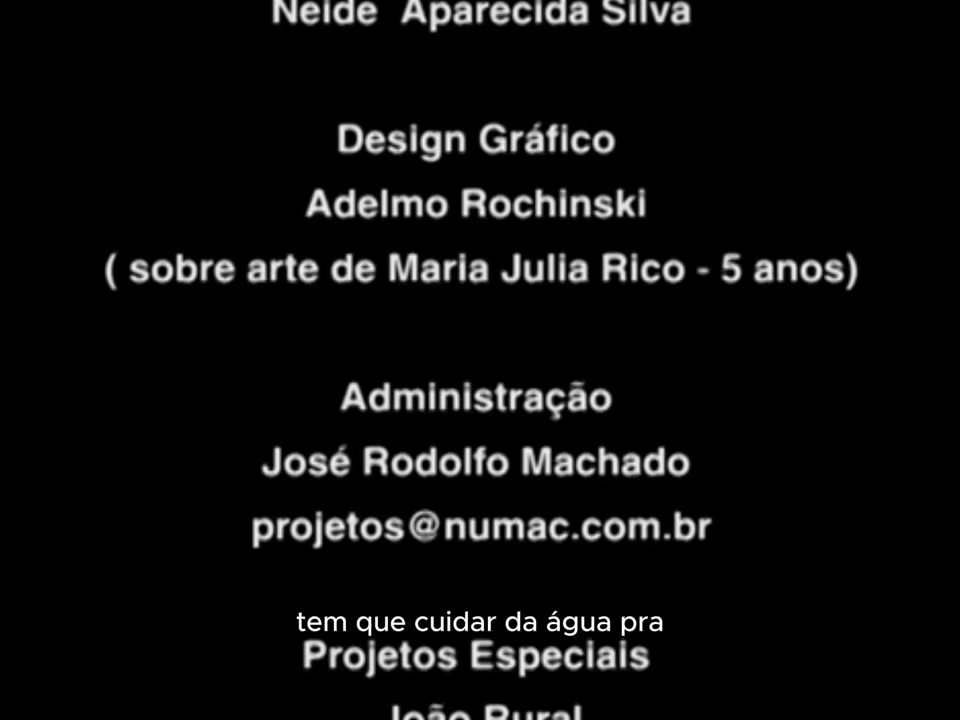 Neide Aparecida Silva
Design Gráfico
Adelmo Rochinski
( sobre arte de Maria Julia Rico - 5 anos)
Administração
José Rodolfo Machado
projetos@numac.com.br
tem que cuidar da água pra
Projetos Especiais
João Rural